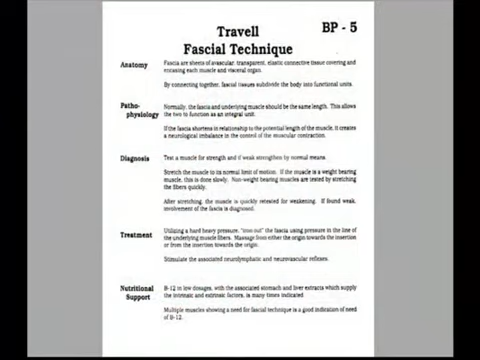 Travell
BP - 5
Fascial Technique
Anatomy
Fascia are sheets of avascular, transparent, elastic connective tissue covering and
encasing each muscle and visceral organ.
By connecting together, fascial tissues subdivide the body into functional units.
Patho-
physiology
Normally, the fascia and underlying muscle should be the same length. This allows
the two to function as an integral unit.
If the fascia shortens in relationship to the potential length of the muscle, it creates
a neurological imbalance in the control of the muscular contraction.
Diagnosis
Test a muscle for strength and if weak strengthen by normal means.
Stretch the muscle to its normal limit of motion. If the muscle is a weight bearing
muscle, this is done slowly. Non-weight bearing muscles are tested by stretching
the fibers quickly.
After stretching, the muscle is quickly retested for weakening. If found weak,
involvement of the fascia is diagnosed.
Treatment
Utilizing a hard heavy pressure, "iron-out" the fascia using pressure in the line of
the underlying muscle fibers. Massage from either the origin towards the insertion
or from the insertion towards the origin.
Stimulate the associated neurolymphatic and neurovascular reflexes.
Nutritional
Support
B-12 in low dosages, with the associated stomach and liver extracts which supply
the intrinsic and extrinsic factors, is many times indicated
Multiple muscles showing a need for fascial technique is a good indication of need
of B-12.